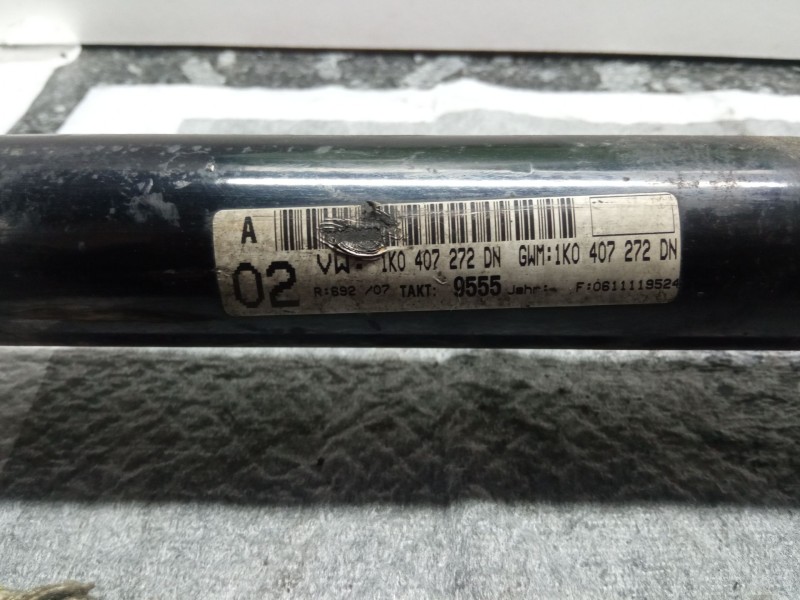 A
VW: 1K0 407 272 DN GWM:1K0 407 272 DN
02
R:692 /07 TAKT: 9555 Jahr:- F:0611119524